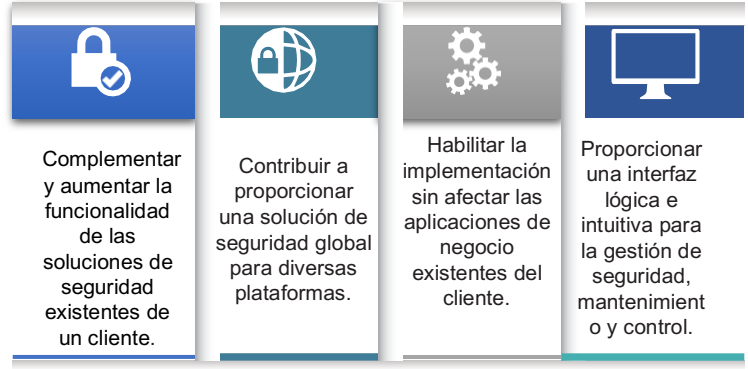 Complementar
y aumentar la
funcionalidad
de las
soluciones de
seguridad
existentes de
un cliente.
Contribuir a
proporcionar
una solución de
seguridad global
para diversas
plataformas.
Habilitar la
implementación
sin afectar las
aplicaciones de
negocio
existentes del
cliente.
Proporcionar
una interfaz
lógica e
intuitiva para
la gestión de
seguridad,
mantenimient
o y control.